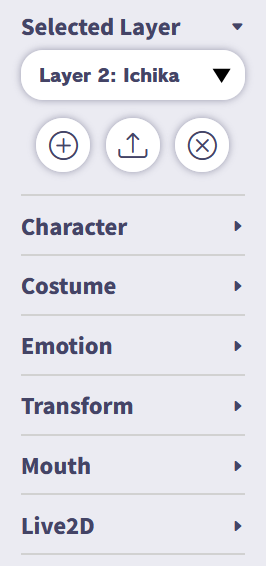 Selected Layer
Layer 2: Ichika
Character
Costume
Emotion
Transform
Mouth
Live2D